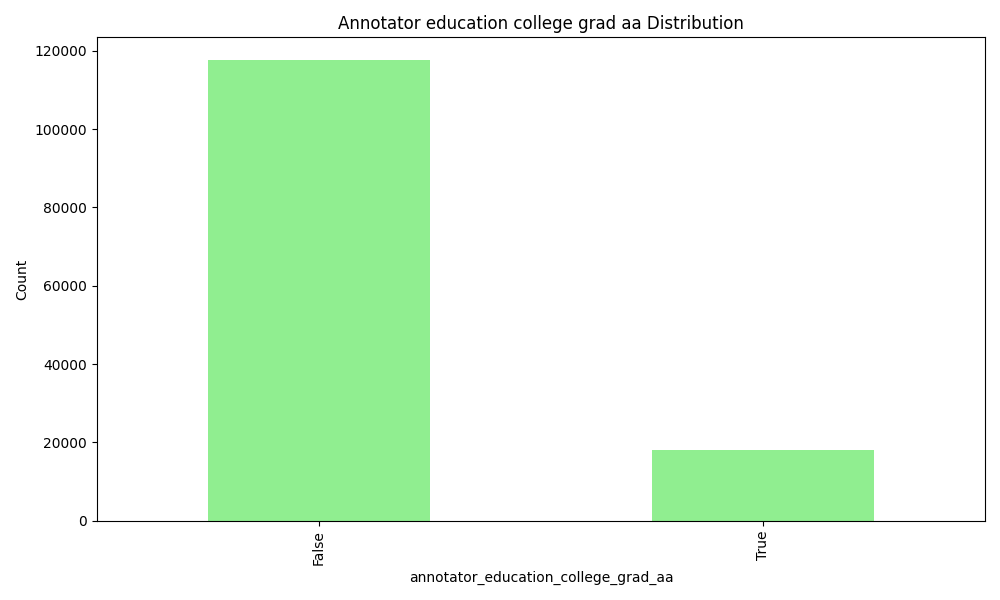 Annotator education college grad aa Distribution
120000
100000
80000
60000
40000
20000
0
Count
False
True
annotator_education_college_grad_aa